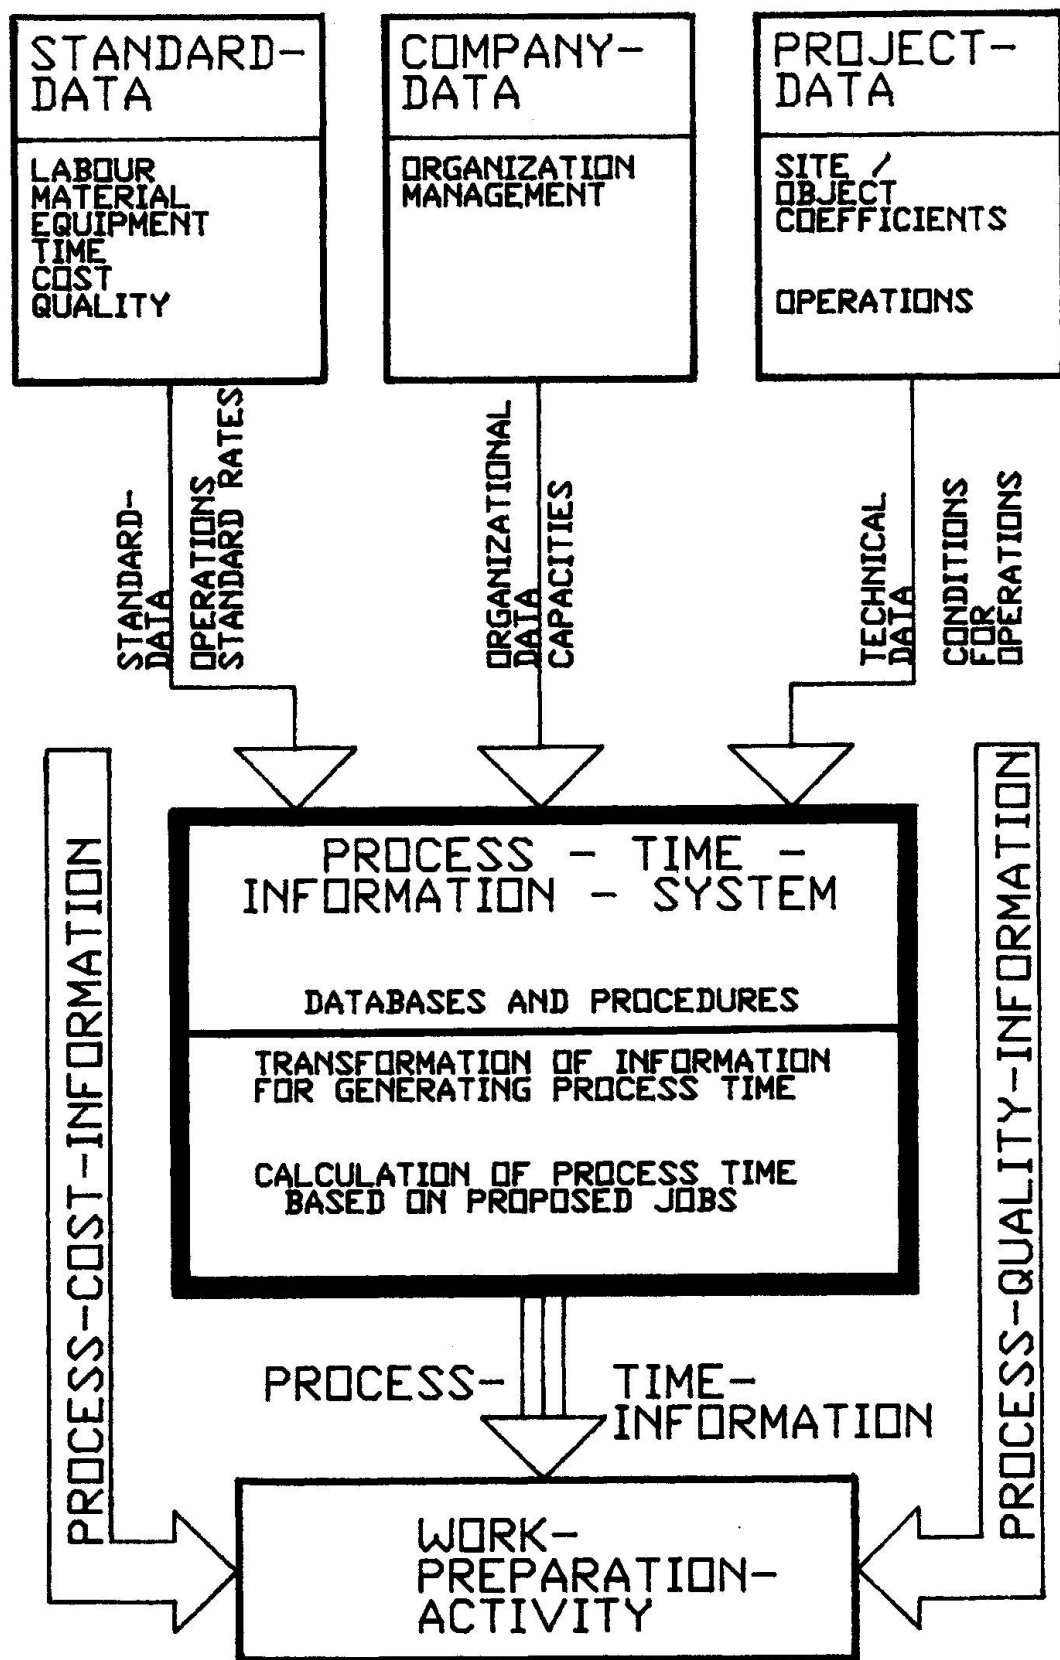 STANDARD-
DATA
LABOUR
MATERIAL
EQUIPMENT
TIME
COST
QUALITY
COMPANY-
DATA
ORGANIZATION
MANAGEMENT
PROJECT-
DATA
SITE /
OBJECT
COEFFICIENTS
OPERATIONS
STANDARD-
DATA
OPERATIONS
STANDARD RATES
ORGANIZATIONAL
DATA
CAPACITIES
TECHNICAL
DATA
CONDITIONS
FOR
OPERATIONS
PROCESS-COST-INFORMATION
PROCESS - TIME -
INFORMATION - SYSTEM
DATABASES AND PROCEDURES
TRANSFORMATION OF INFORMATION
FOR GENERATING PROCESS TIME
CALCULATION OF PROCESS TIME
BASED ON PROPOSED JOBS
PROCESS-QUALITY-INFORMATION
PROCESS- TIME-
INFORMATION
WORK-
PREPARATION-
ACTIVITY